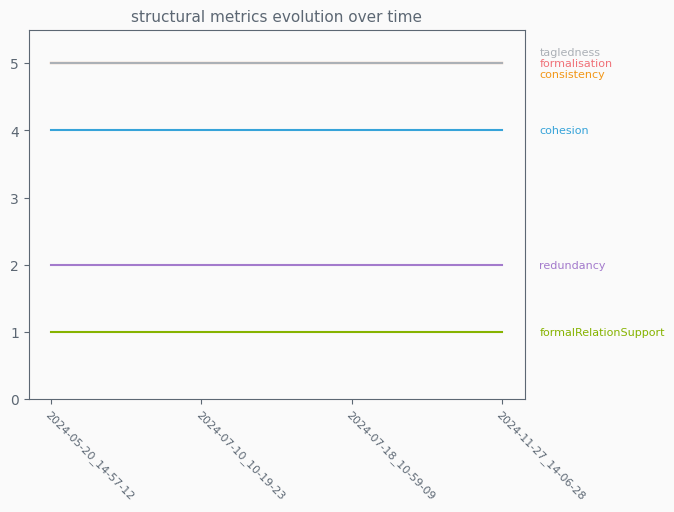 structural metrics evolution over time
5
4
3
2
1
0
tagledness
formalisation
consistency
cohesion
redundancy
formalRelationSupport
2024-05-20_14-57-12
2024-07-10_10-19-23
2024-07-18_10-59-09
2024-11-27_14-06-28